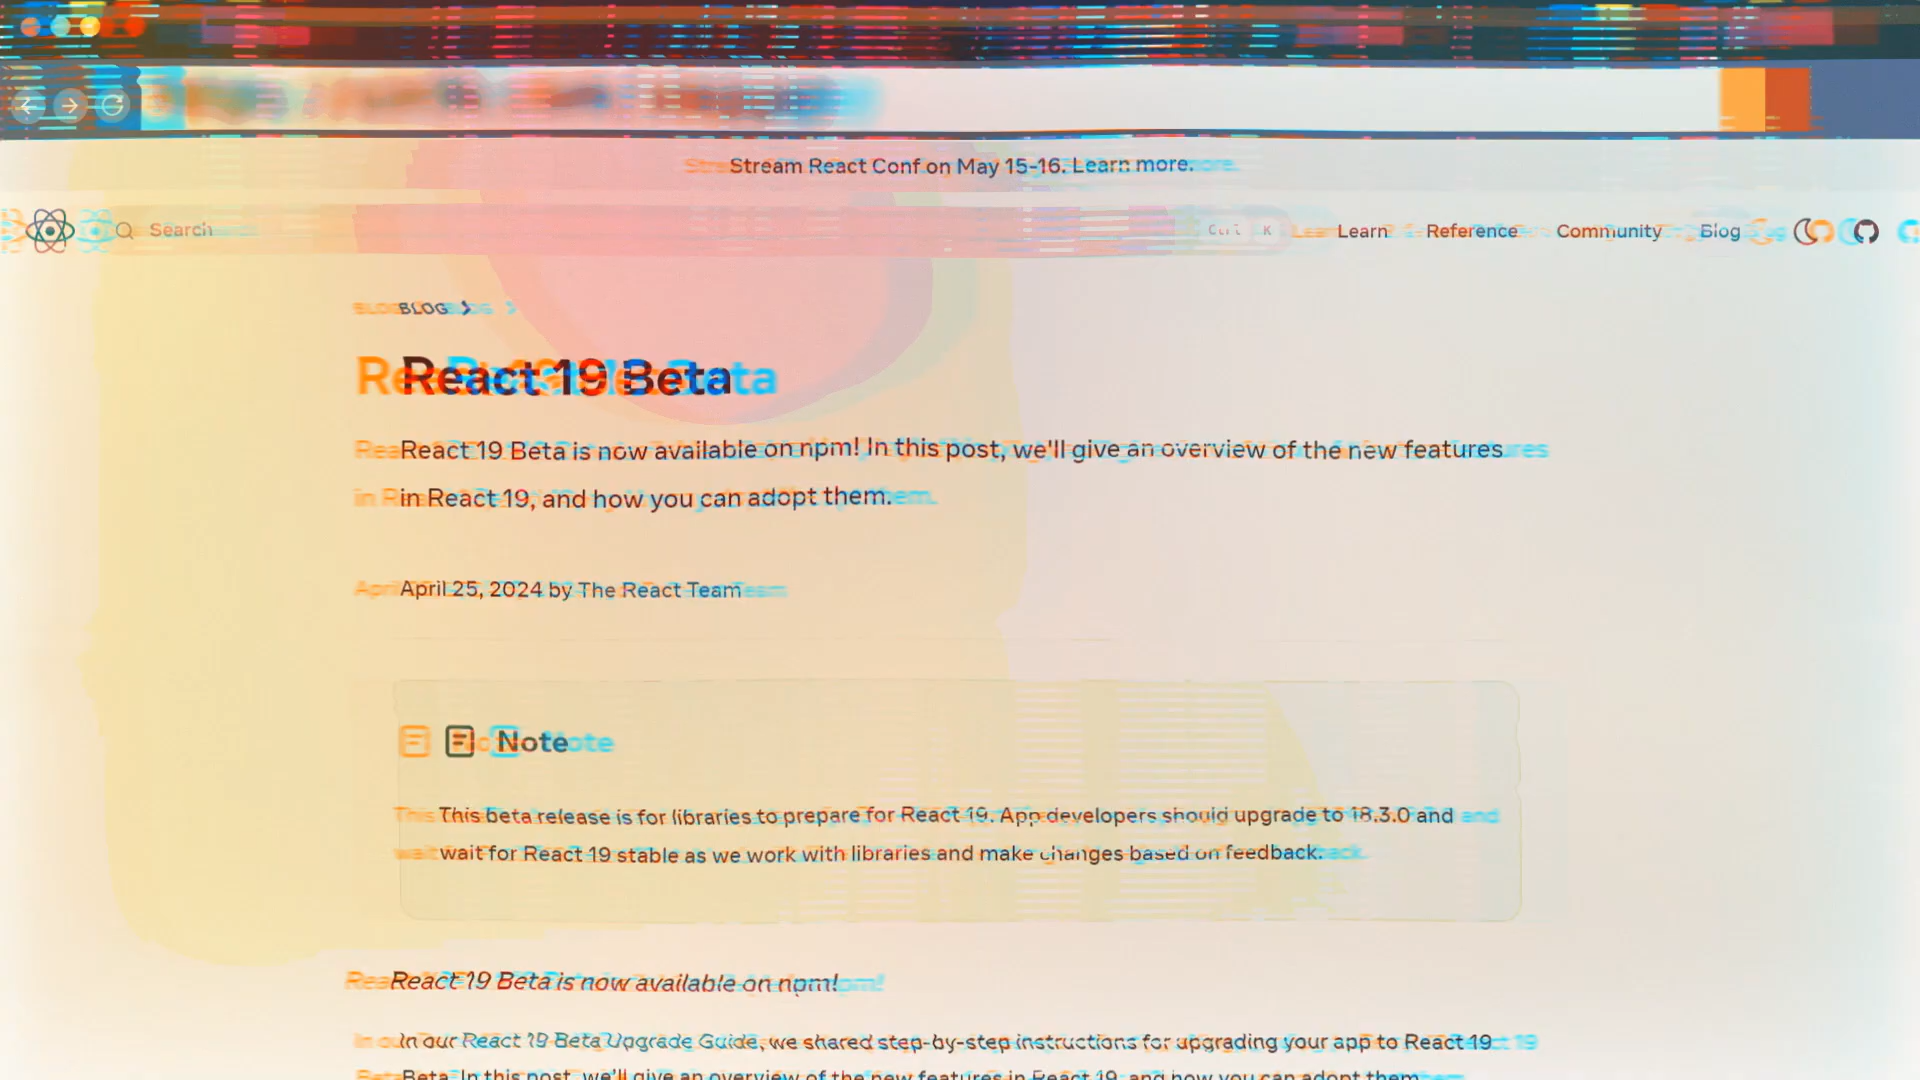 Stream React Conf on May 15-16. Learn more.
Search
Ctrl K
Learn
Reference
Community
Blog
BLOG
React 19 Beta
React 19 Beta is now available on npm! In this post, we'll give an overview of the new features
in React 19, and how you can adopt them.
April 25, 2024 by The React Team
Note
This beta release is for libraries to prepare for React 19. App developers should upgrade to 18.3.0 and
wait for React 19 stable as we work with libraries and make changes based on feedback.
React 19 Beta is now available on npm!
In our React 19 Beta Upgrade Guide, we shared step-by-step instructions for upgrading your app to React 19
Beta. In this post, we'll give an overview of the new features in React 19, and how you can adopt them.